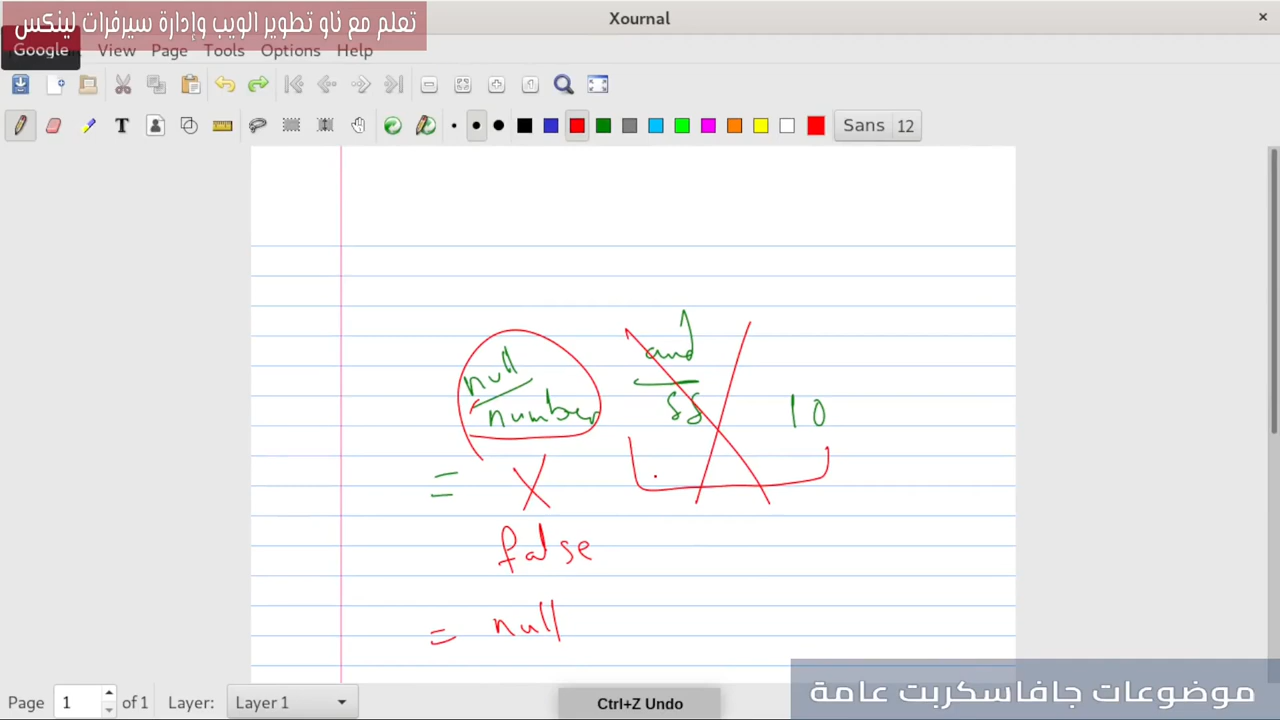 تعلم مع ناو تطوير الويب وإدارة سيرفرات لينكس
Xournal
Google View Page Tools Options Help
Sans 12
and
null
number && 10
= X
false
= null
Page 1 of 1 Layer: Layer 1
Ctrl+Z Undo
موضوعات جافاسكربت عامة